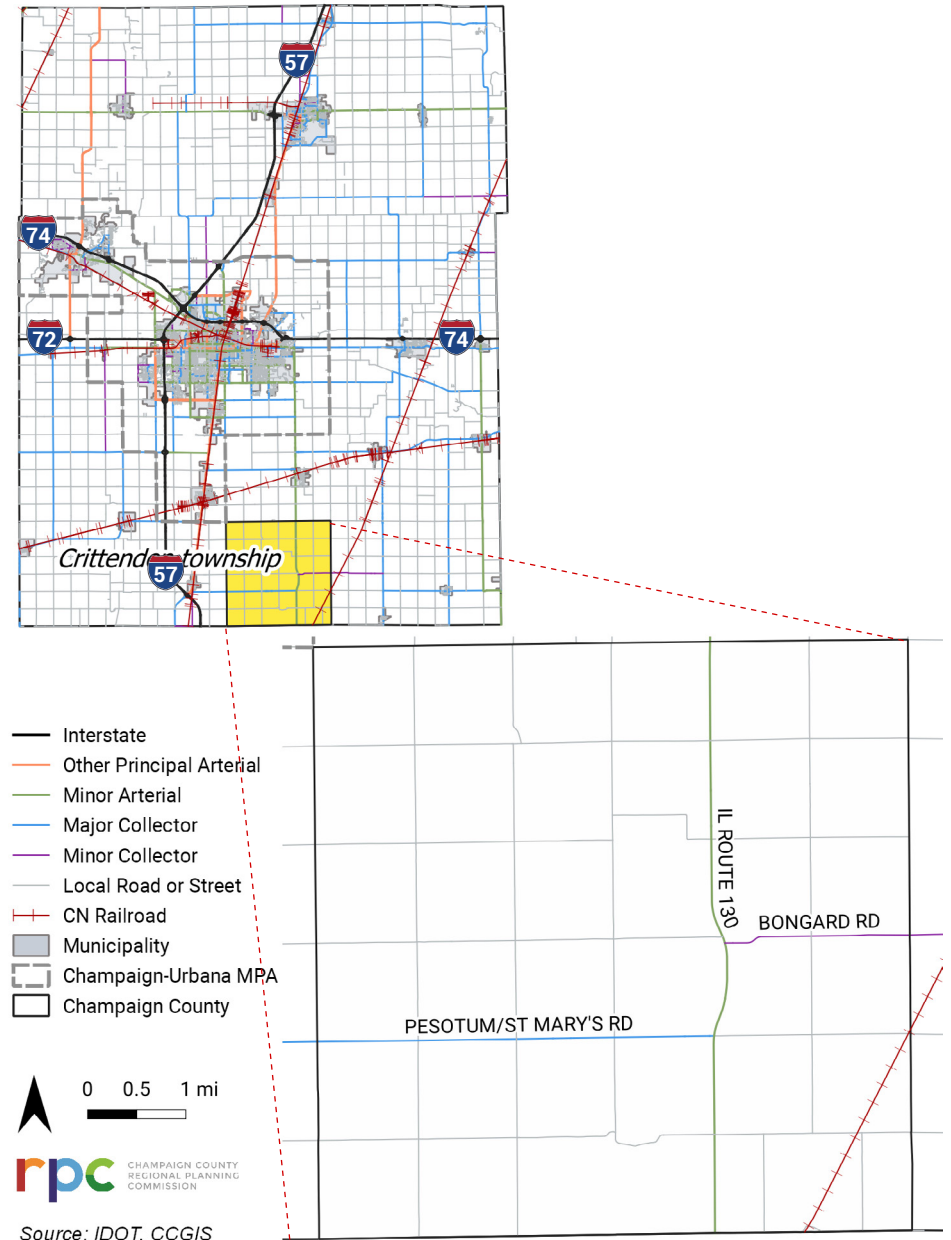 57
74
72
74
Crittenden township
57
Interstate
Other Principal Arterial
Minor Arterial
Major Collector
Minor Collector
Local Road or Street
CN Railroad
Municipality
Champaign-Urbana MPA
Champaign County
IL ROUTE 130
BONGARD RD
PESOTUM/ST MARY'S RD
0 0.5 1 mi
rpc
CHAMPAIGN COUNTY
REGIONAL PLANNING
COMMISSION
Source: IDOT, CCGIS